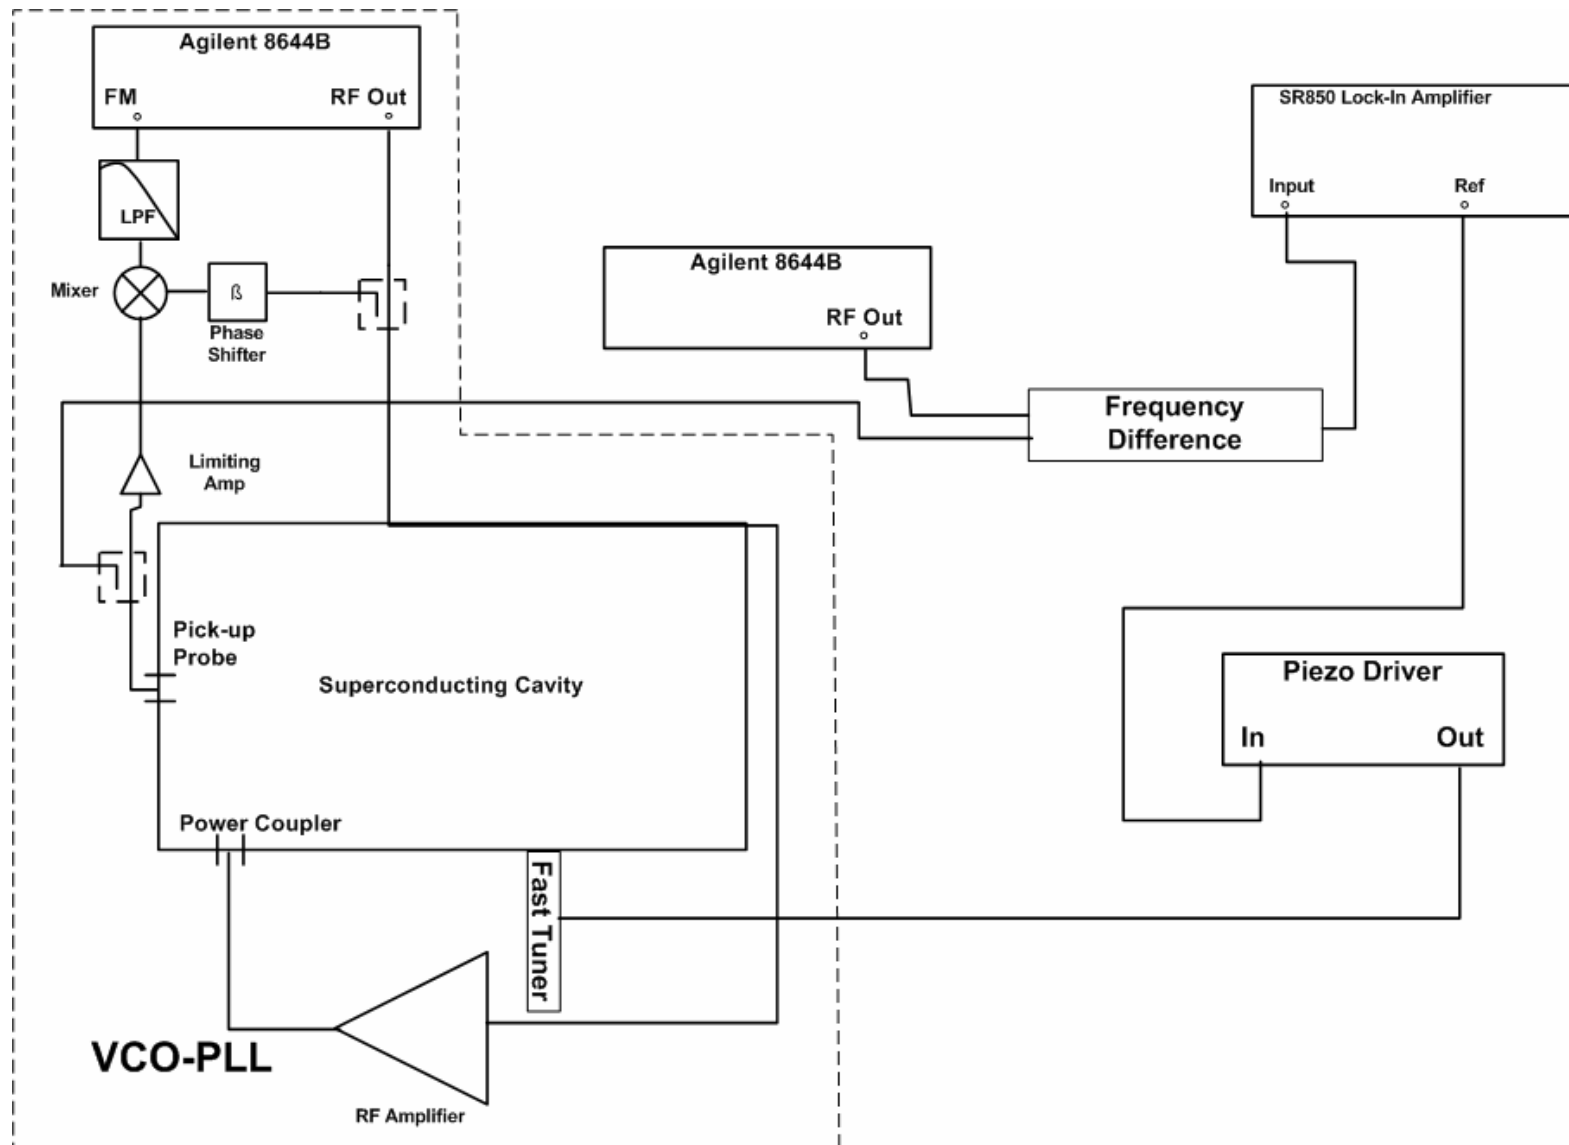 Agilent 8644B
FM
RF Out
LPF
Mixer
ß
Phase
Shifter
Limiting
Amp
Pick-up
Probe
Superconducting Cavity
Power Coupler
Fast Tuner
VCO-PLL
RF Amplifier
Agilent 8644B
RF Out
Frequency
Difference
SR850 Lock-In Amplifier
Input
Ref
Piezo Driver
In
Out